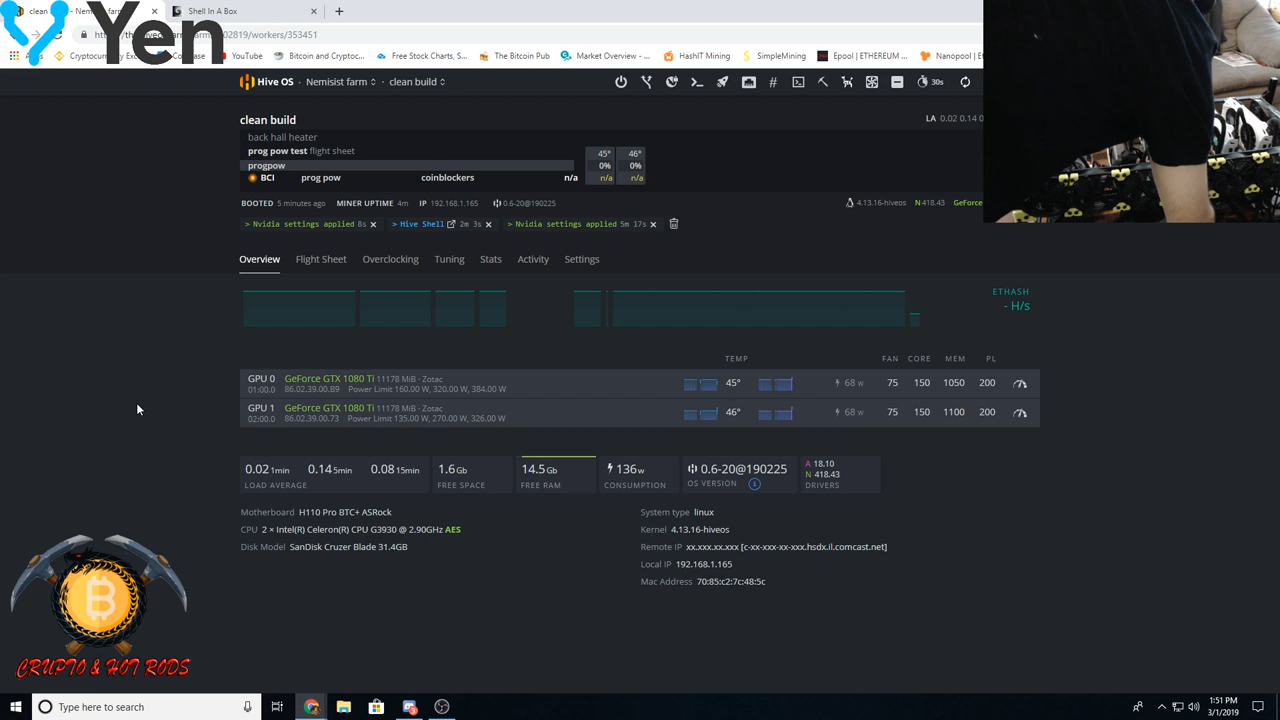 clean
Nemisist farm
Shell In A Box
Yen
02819/workers/353451
Cryptocurrency
YouTube
Bitcoin and Cryptoc...
Free Stock Charts, S...
The Bitcoin Pub
Market Overview - ...
HashIT Mining
SimpleMining
Epool | ETHEREUM ...
Nanopool | E
Hive OS
Nemisist farm
clean build
30s
clean build
LA 0.02 0.14 0
back hall heater
prog pow test flight sheet
progpow
45° 46°
0% 0%
BCI prog pow coinblockers n/a n/a n/a
BOOTED 5 minutes ago MINER UPTIME 4m IP 192.168.1.165 0.6-20@190225 4.13.16-hiveos N 418.43 GeForce
> Nvidia settings applied 8s × > Hive Shell 2m 3s × > Nvidia settings applied 5m 17s ×
Overview Flight Sheet Overclocking Tuning Stats Activity Settings
ETHASH
- H/s
TEMP FAN CORE MEM PL
GPU 0 GeForce GTX 1080 Ti 11178 MiB · Zotac 45° 68 w 75 150 1050 200
01:00.0 86.02.39.00.B9 Power Limit 160.00 W, 320.00 W, 384.00 W
GPU 1 GeForce GTX 1080 Ti 11178 MiB · Zotac 46° 68 w 75 150 1100 200
02:00.0 86.02.39.00.73 Power Limit 135.00 W, 270.00 W, 326.00 W
0.02 1min 0.14 5min 0.08 15min 1.6 Gb 14.5 Gb 136 w 0.6-20@190225 A 18.10
N 418.43
LOAD AVERAGE FREE SPACE FREE RAM CONSUMPTION OS VERSION DRIVERS
Motherboard H110 Pro BTC+ ASRock System type linux
CPU 2 × Intel(R) Celeron(R) CPU G3930 @ 2.90GHz AES Kernel 4.13.16-hiveos
Disk Model SanDisk Cruzer Blade 31.4GB Remote IP xx.xxx.xx.xxx [c-xx-xxx-xx-xxx.hsdx.il.comcast.net]
Local IP 192.168.1.165
Mac Address 70:85:c2:7c:48:5c
CRYPTO & HOT RODS
Type here to search
1:51 PM
3/1/2019